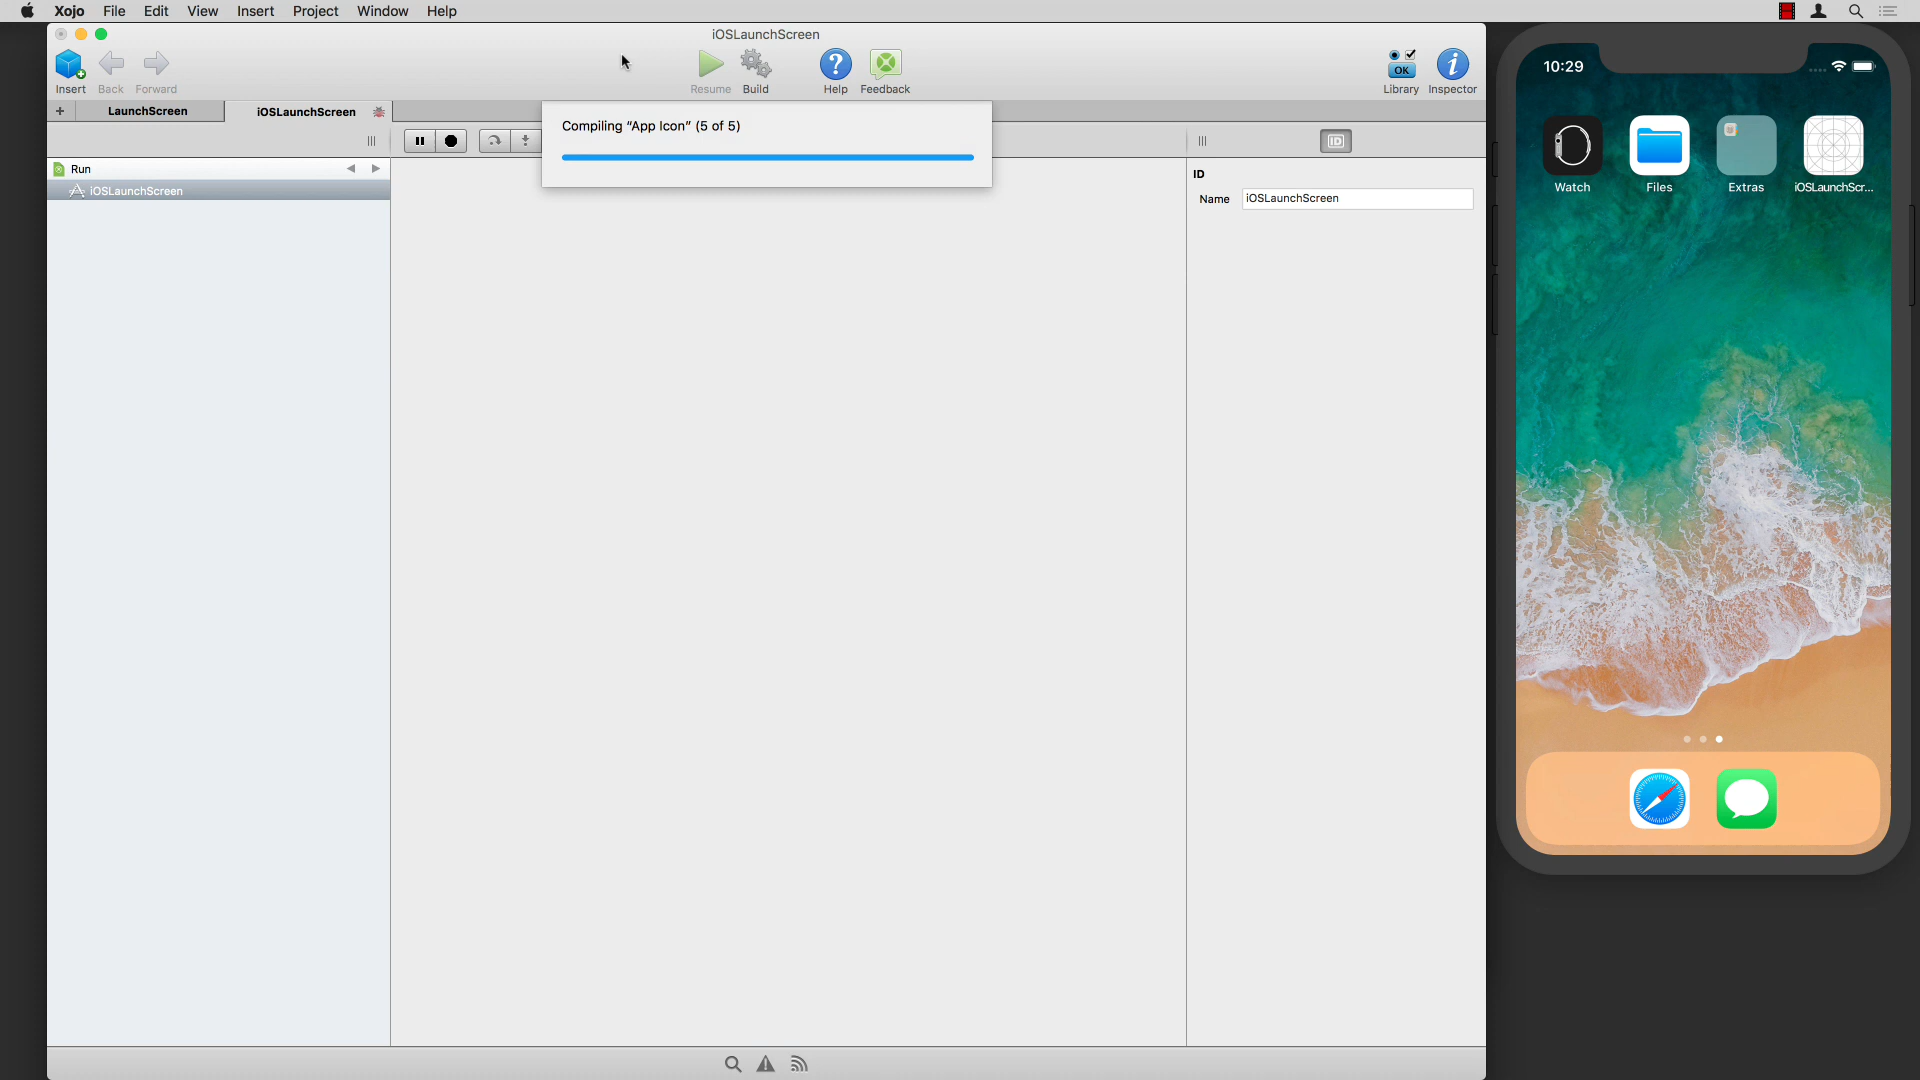 Xojo File Edit View Insert Project Window Help
iOSLaunchScreen
Insert Back Forward Resume Build Help Feedback OK Library Inspector
LaunchScreen iOSLaunchScreen
Compiling “App Icon” (5 of 5)
ID
Run
iOSLaunchScreen
ID
Name iOSLaunchScreen
10:29
Watch Files Extras iOSLaunchScr...